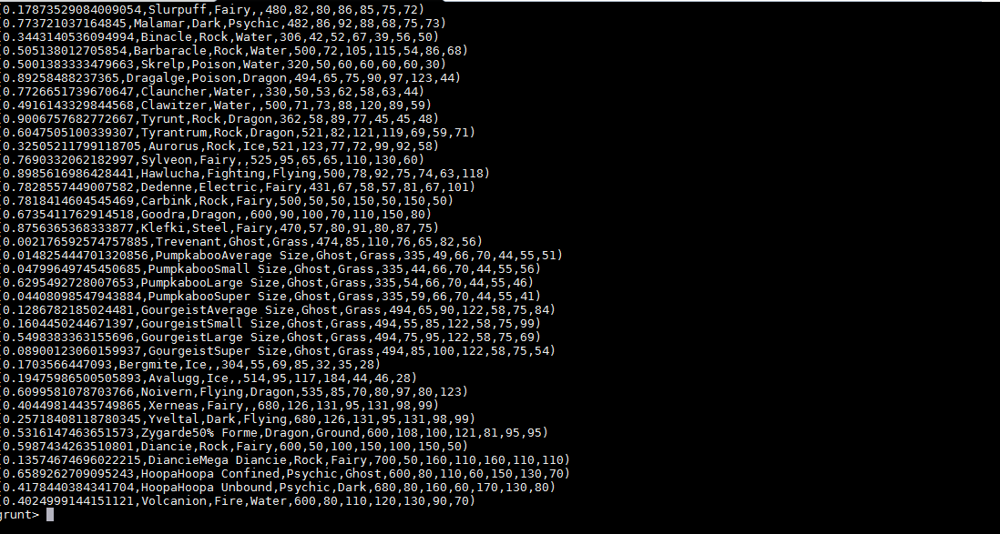 (0.17873529084009054,Slurpuff,Fairy,,480,82,80,86,85,75,72)
(0.773721037164845,Malamar,Dark,Psychic,482,86,92,88,68,75,73)
(0.3443140536094994,Binacle,Rock,Water,306,42,52,67,39,56,50)
(0.505138012705854,Barbaracle,Rock,Water,500,72,105,115,54,86,68)
(0.5001383333479663,Skrelp,Poison,Water,320,50,60,60,60,60,30)
(0.89258488237365,Dragalge,Poison,Dragon,494,65,75,90,97,123,44)
(0.7726651739670647,Clauncher,Water,,330,50,53,62,58,63,44)
(0.4916143329844568,Clawitzer,Water,,500,71,73,88,120,89,59)
(0.9006757682772667,Tyrunt,Rock,Dragon,362,58,89,77,45,45,48)
(0.6047505100339307,Tyrantrum,Rock,Dragon,521,82,121,119,69,59,71)
(0.32505211799118705,Aurorus,Rock,Ice,521,123,77,72,99,92,58)
(0.7690332062182997,Sylveon,Fairy,,525,95,65,65,110,130,60)
(0.8985616986428441,Hawlucha,Fighting,Flying,500,78,92,75,74,63,118)
(0.7828557449007582,Dedenne,Electric,Fairy,431,67,58,57,81,67,101)
(0.7818414604545469,Carbink,Rock,Fairy,500,50,50,150,50,150,50)
(0.6735411762914518,Goodra,Dragon,,600,90,100,70,110,150,80)
(0.8756365368333877,Klefki,Steel,Fairy,470,57,80,91,80,87,75)
(0.002176592574757885,Trevenant,Ghost,Grass,474,85,110,76,65,82,56)
(0.014825444701320856,PumpkabooAverage Size,Ghost,Grass,335,49,66,70,44,55,51)
(0.04799649745450685,PumpkabooSmall Size,Ghost,Grass,335,44,66,70,44,55,56)
(0.6295492728007653,PumpkabooLarge Size,Ghost,Grass,335,54,66,70,44,55,46)
(0.04408098547943884,PumpkabooSuper Size,Ghost,Grass,335,59,66,70,44,55,41)
(0.1286782185024481,GourgeistAverage Size,Ghost,Grass,494,65,90,122,58,75,84)
(0.1604450244671397,GourgeistSmall Size,Ghost,Grass,494,55,85,122,58,75,99)
(0.5498383363155696,GourgeistLarge Size,Ghost,Grass,494,75,95,122,58,75,69)
(0.08900123060159937,GourgeistSuper Size,Ghost,Grass,494,85,100,122,58,75,54)
(0.1703566447093,Bergmite,Ice,,304,55,69,85,32,35,28)
(0.19475986500505893,Avalugg,Ice,,514,95,117,184,44,46,28)
(0.6099581078703766,Noivern,Flying,Dragon,535,85,70,80,97,80,123)
(0.40449814435749865,Xerneas,Fairy,,680,126,131,95,131,98,99)
(0.25718408118780345,Yveltal,Dark,Flying,680,126,131,95,131,98,99)
(0.5316147463651573,Zygarde50% Forme,Dragon,Ground,600,108,100,121,81,95,95)
(0.5987434263510801,Diancie,Rock,Fairy,600,50,100,150,100,150,50)
(0.13574674696022215,DiancieMega Diancie,Rock,Fairy,700,50,160,110,160,110,110)
(0.6589262709095243,HoopaHoopa Confined,Psychic,Ghost,600,80,110,60,150,130,70)
(0.4178440384341704,HoopaHoopa Unbound,Psychic,Dark,680,80,160,60,170,130,80)
(0.4024999144151121,Volcanion,Fire,Water,600,80,110,120,130,90,70)
grunt>